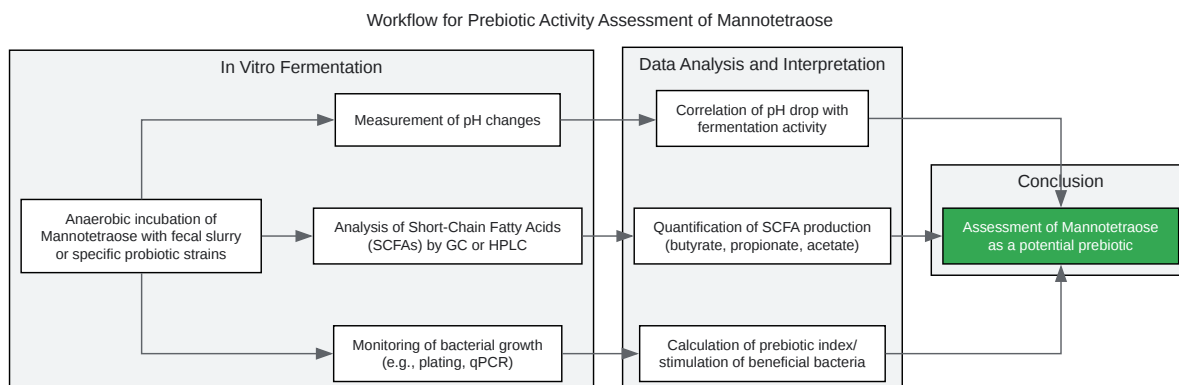 Workflow for Prebiotic Activity Assessment of Mannotetraose
In Vitro Fermentation
Data Analysis and Interpretation
Measurement of pH changes
Correlation of pH drop with
fermentation activity
Conclusion
Anaerobic incubation of
Mannotetraose with fecal slurry
or specific probiotic strains
Analysis of Short-Chain Fatty Acids
(SCFAs) by GC or HPLC
Quantification of SCFA production
(butyrate, propionate, acetate)
Assessment of Mannotetraose
as a potential prebiotic
Monitoring of bacterial growth
(e.g., plating, qPCR)
Calculation of prebiotic index/
stimulation of beneficial bacteria